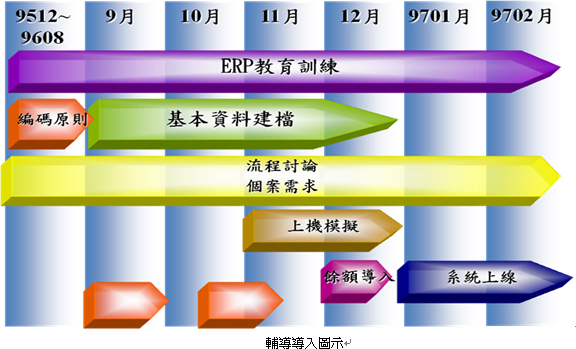 9512~
9608
9月
10月
11月
12月
9701月
9702月
ERP教育訓練
編碼原則
基本資料建檔
流程討論
個案需求
上機模擬
餘額導入
系統上線
輔導導入圖示